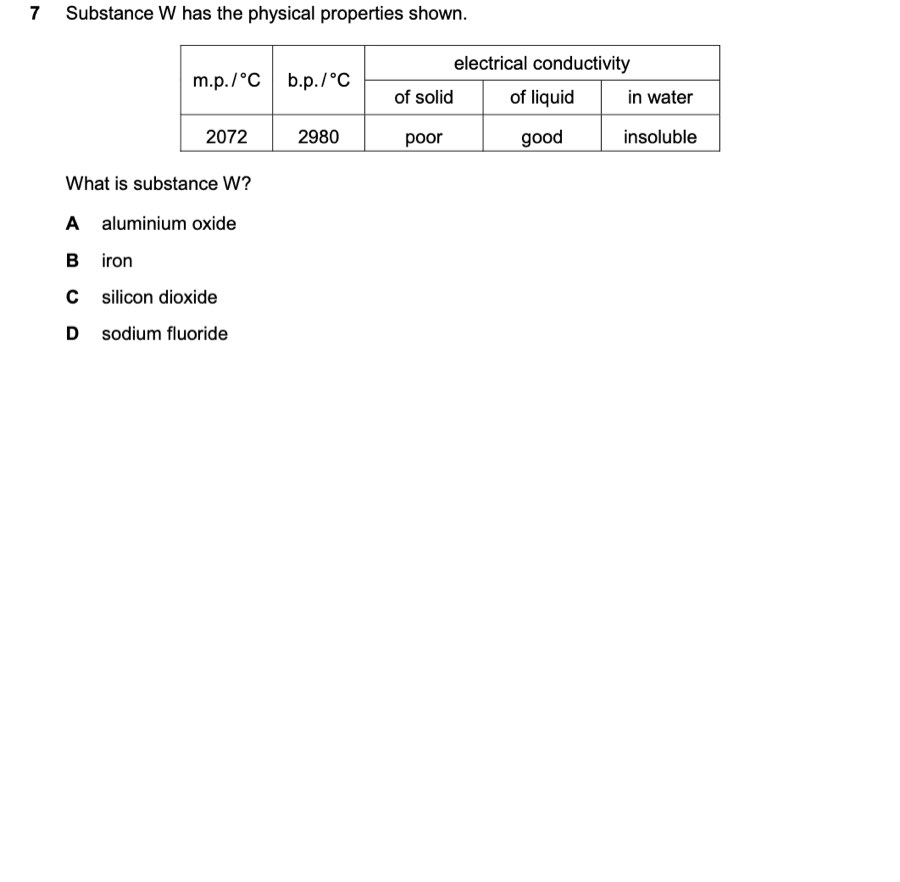 7 Substance W has the physical properties shown.
m.p./°C b.p./°C electrical conductivity
of solid of liquid in water
2072 2980 poor good insoluble
What is substance W?
A aluminium oxide
B iron
C silicon dioxide
D sodium fluoride